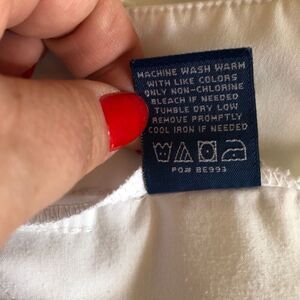 MACHINE WASH WARM
WITH LIKE COLORS
ONLY NON-CHLORINE
BLEACH IF NEEDED
TUMBLE DRY LOW
REMOVE PROMPTLY
COOL IRON IF NEEDED
PO# BE993